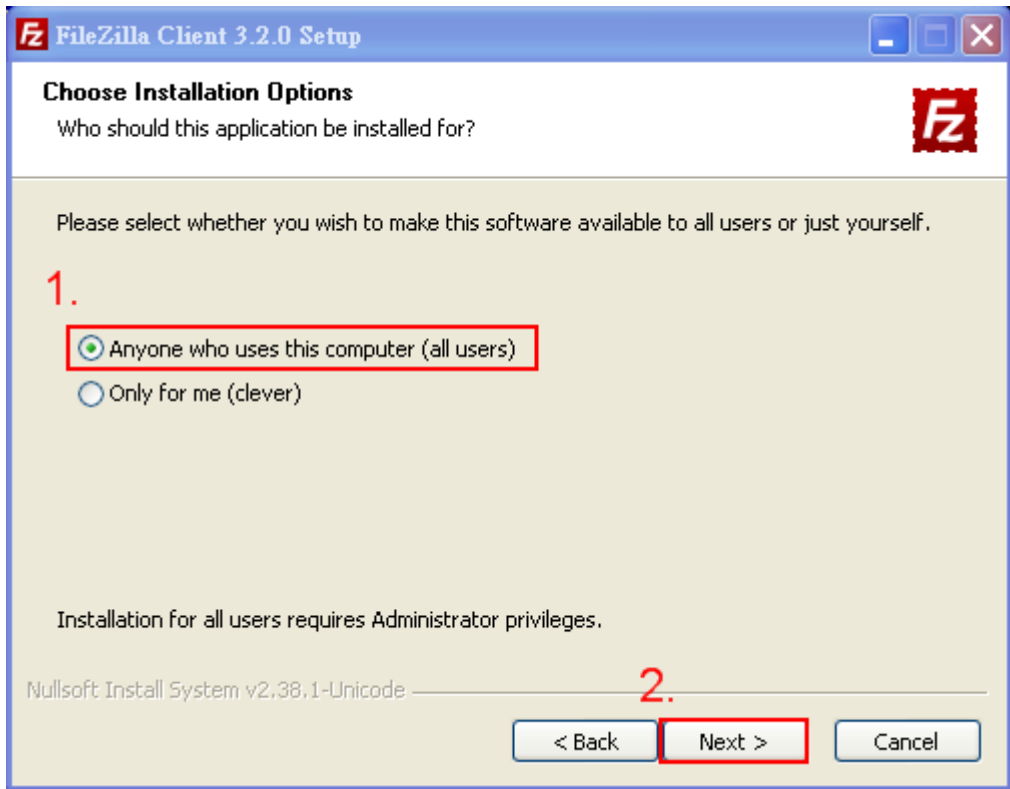 FileZilla Client 3.2.0 Setup
Choose Installation Options
Who should this application be installed for?
Fz
Please select whether you wish to make this software available to all users or just yourself.
1.
Anyone who uses this computer (all users)
Only for me (clever)
Installation for all users requires Administrator privileges.
Nullsoft Install System v2.38.1-Unicode
2.
< Back Next > Cancel